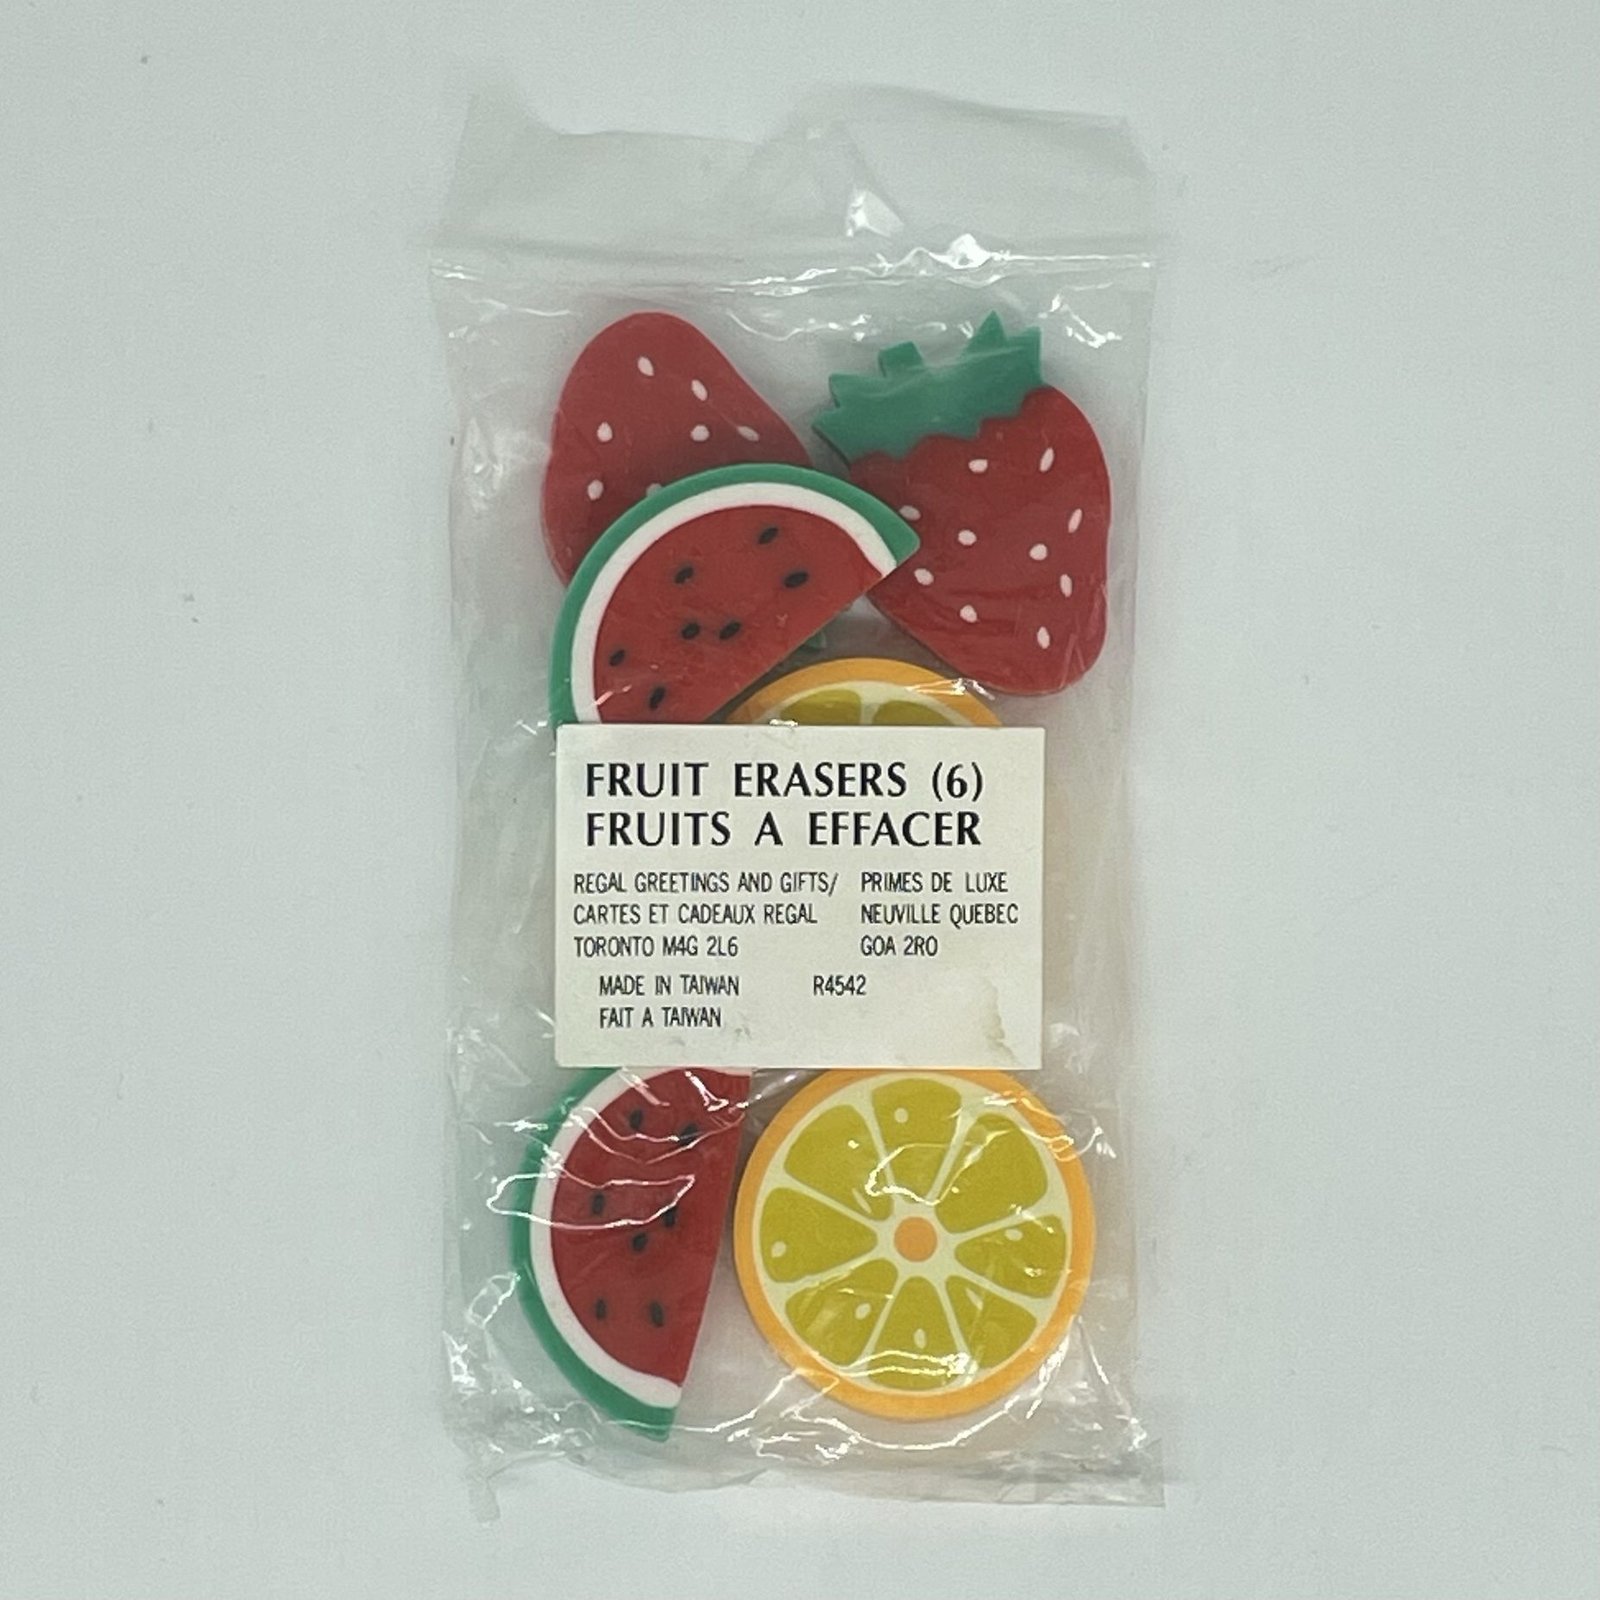 FRUIT ERASERS (6)
FRUITS A EFFACER
REGAL GREETINGS AND GIFTS/
CARTES ET CADEAUX REGAL
TORONTO M4G 2L6
PRIMES DE LUXE
NEUVILLE QUEBEC
GOA 2RO
MADE IN TAIWAN
FAIT A TAIWAN
R4542